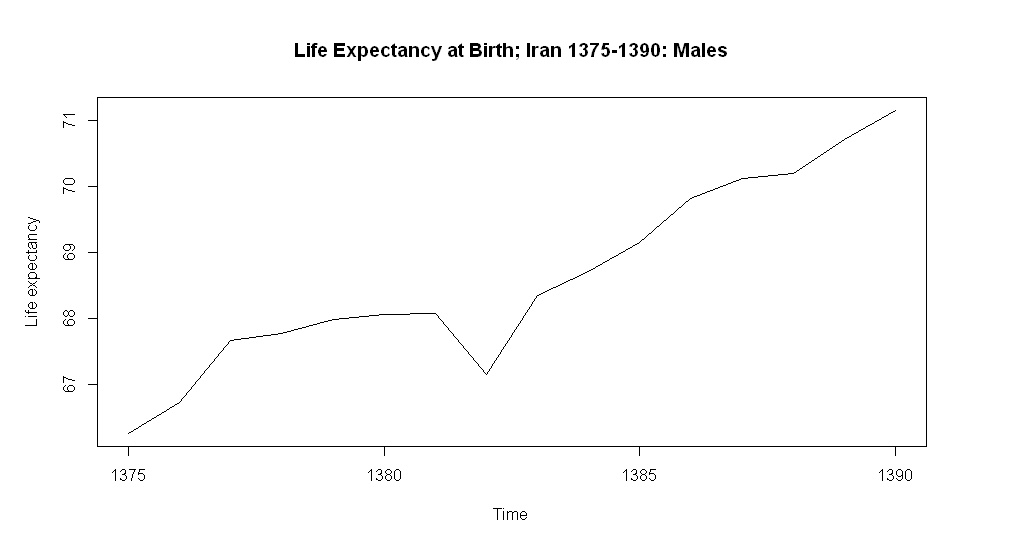 Life Expectancy at Birth; Iran 1375-1390: Males
Life expectancy
71
70
69
68
67
1375 1380 1385 1390
Time